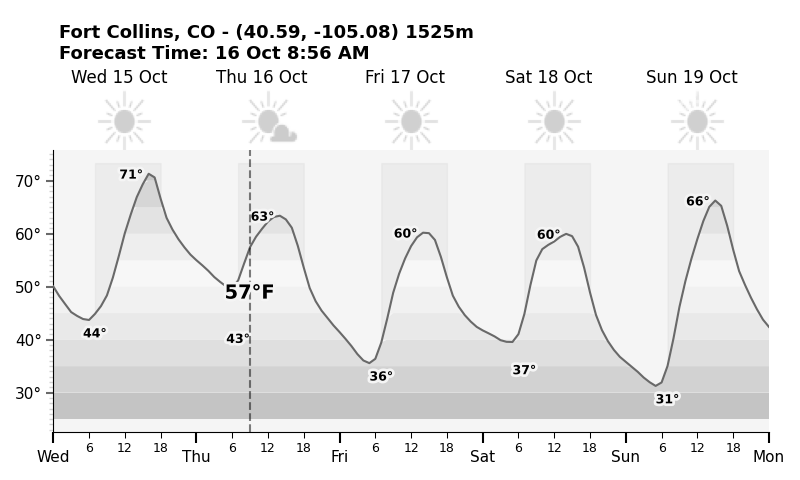 Fort Collins, CO - (40.59, -105.08) 1525m
Forecast Time: 16 Oct 8:56 AM
Wed 15 Oct Thu 16 Oct Fri 17 Oct Sat 18 Oct Sun 19 Oct
70° 71°
66°
63°
60° 60° 60°
50° 57°F
40° 44° 43°
36° 37°
30° 31°
6 12 18 6 12 18 6 12 18 6 12 18 6 12 18
Wed Thu Fri Sat Sun Mon